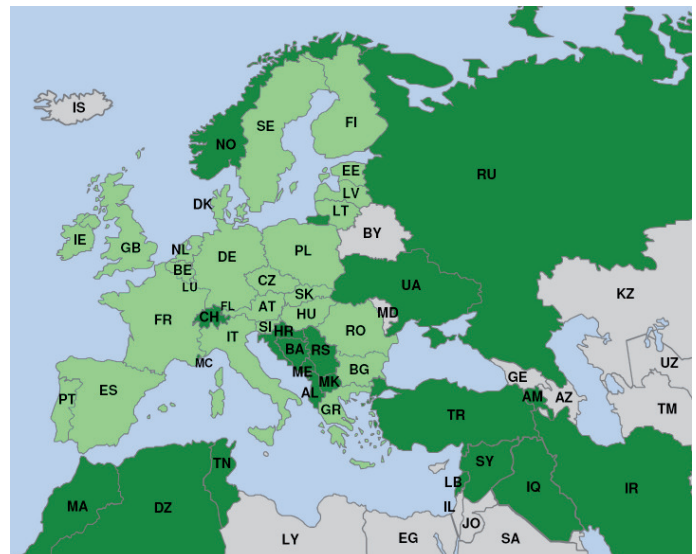 IS
NO
SE
FI
RU
EE
LV
LT
DK
BY
IE
GB
NL
DE
PL
BE
LU
CZ
SK
UA
KZ
FR
FL
AT
HU
MD
CH
IT
SI
HR
RO
BA
RS
MC
ME
BG
UZ
GE
PT
ES
MK
AL
GR
AM
AZ
TM
TR
TN
SY
LB
IQ
IR
MA
DZ
IL
JO
LY
EG
SA